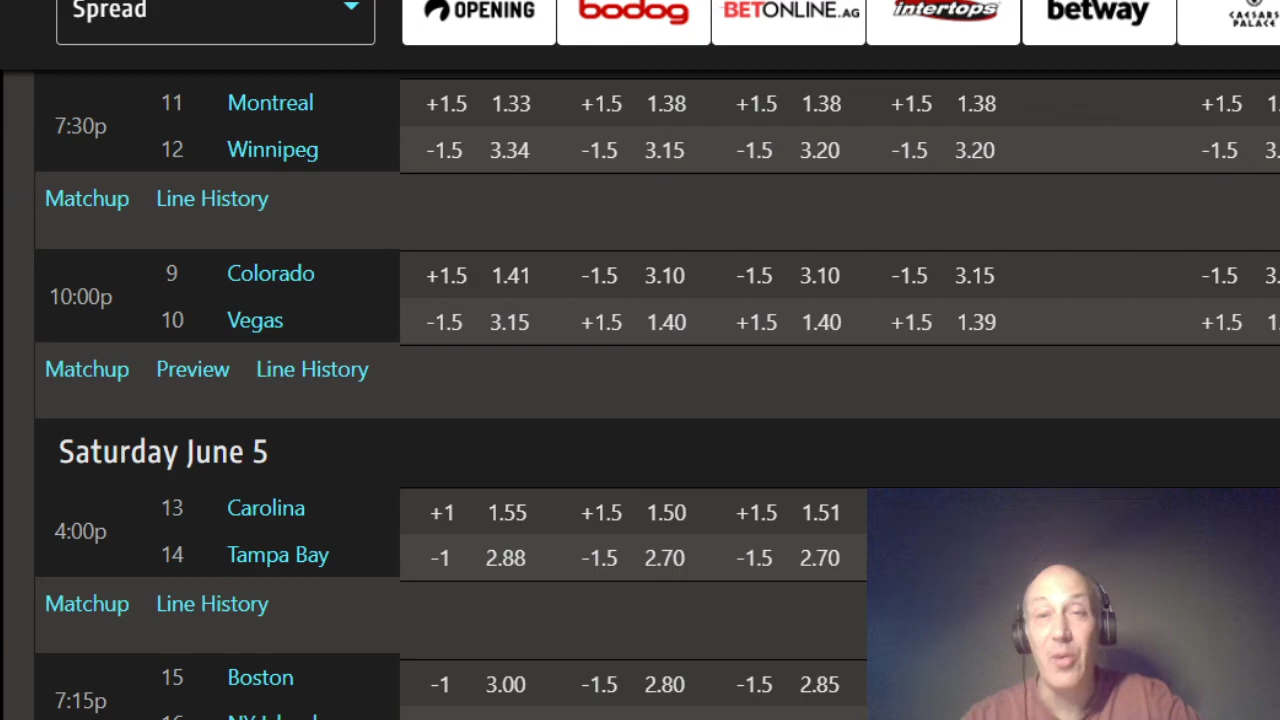 Spread OPENING bodog BETONLINE.AG intertops betway CAESARS PALACE
11 Montreal +1.5 1.33 +1.5 1.38 +1.5 1.38 +1.5 1.38 +1.5
7:30p
12 Winnipeg -1.5 3.34 -1.5 3.15 -1.5 3.20 -1.5 3.20 -1.5
Matchup Line History
9 Colorado +1.5 1.41 -1.5 3.10 -1.5 3.10 -1.5 3.15 -1.5
10:00p
10 Vegas -1.5 3.15 +1.5 1.40 +1.5 1.40 +1.5 1.39 +1.5
Matchup Preview Line History
Saturday June 5
13 Carolina +1 1.55 +1.5 1.50 +1.5 1.51
4:00p
14 Tampa Bay -1 2.88 -1.5 2.70 -1.5 2.70
Matchup Line History
15 Boston -1 3.00 -1.5 2.80 -1.5 2.85
7:15p